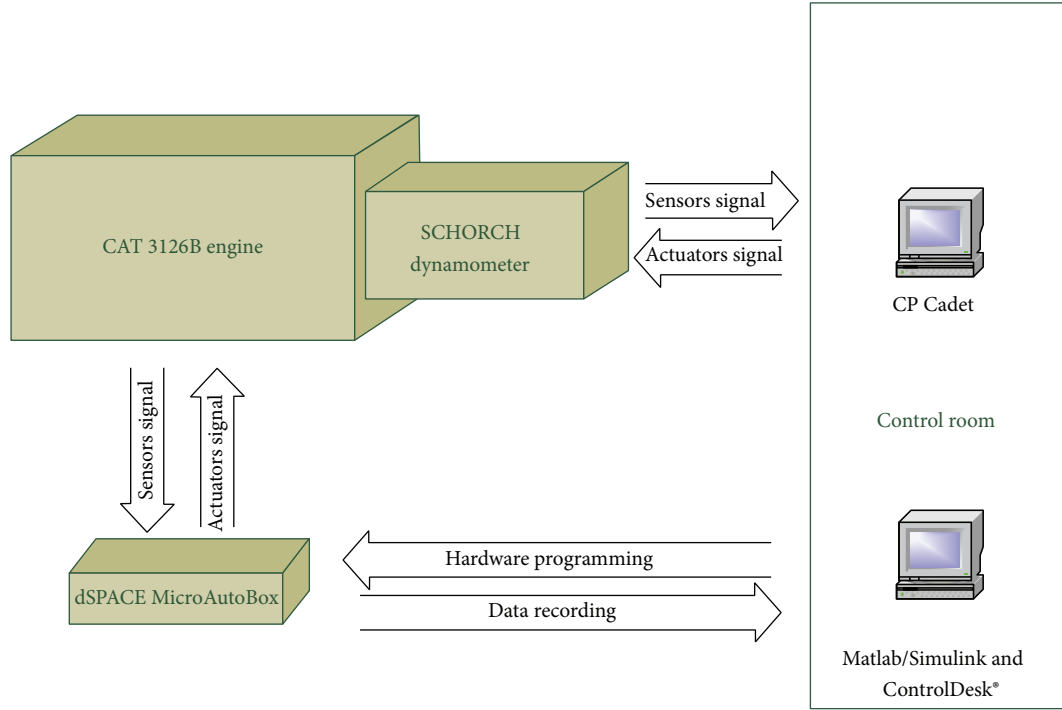 CAT 3126B engine
SCHORCH
dynamometer
Sensors signal
Actuators signal
CP Cadet
Control room
Sensors signal
Actuators signal
dSPACE MicroAutoBox
Hardware programming
Data recording
Matlab/Simulink and
ControlDesk®